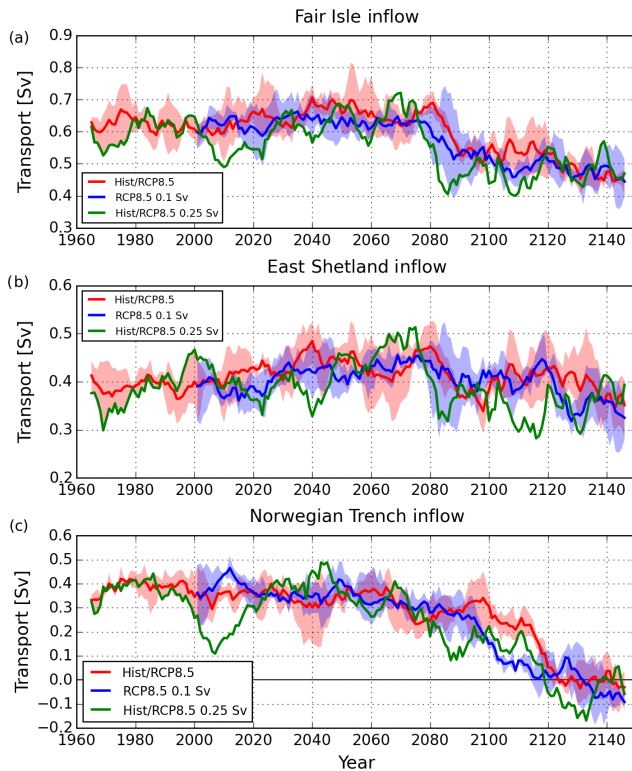 Fair Isle inflow
(a)
0.9
0.8
0.7
0.6
0.5
0.4
0.3
Transport [Sv]
Hist/RCP8.5
RCP8.5 0.1 Sv
Hist/RCP8.5 0.25 Sv
1960 1980 2000 2020 2040 2060 2080 2100 2120 2140
East Shetland inflow
(b)
0.6
0.5
0.4
0.3
0.2
Transport [Sv]
Hist/RCP8.5
RCP8.5 0.1 Sv
Hist/RCP8.5 0.25 Sv
1960 1980 2000 2020 2040 2060 2080 2100 2120 2140
Norwegian Trench inflow
(c)
0.6
0.5
0.4
0.3
0.2
0.1
0.0
−0.1
−0.2
Transport [Sv]
Hist/RCP8.5
RCP8.5 0.1 Sv
Hist/RCP8.5 0.25 Sv
1960 1980 2000 2020 2040 2060 2080 2100 2120 2140
Year